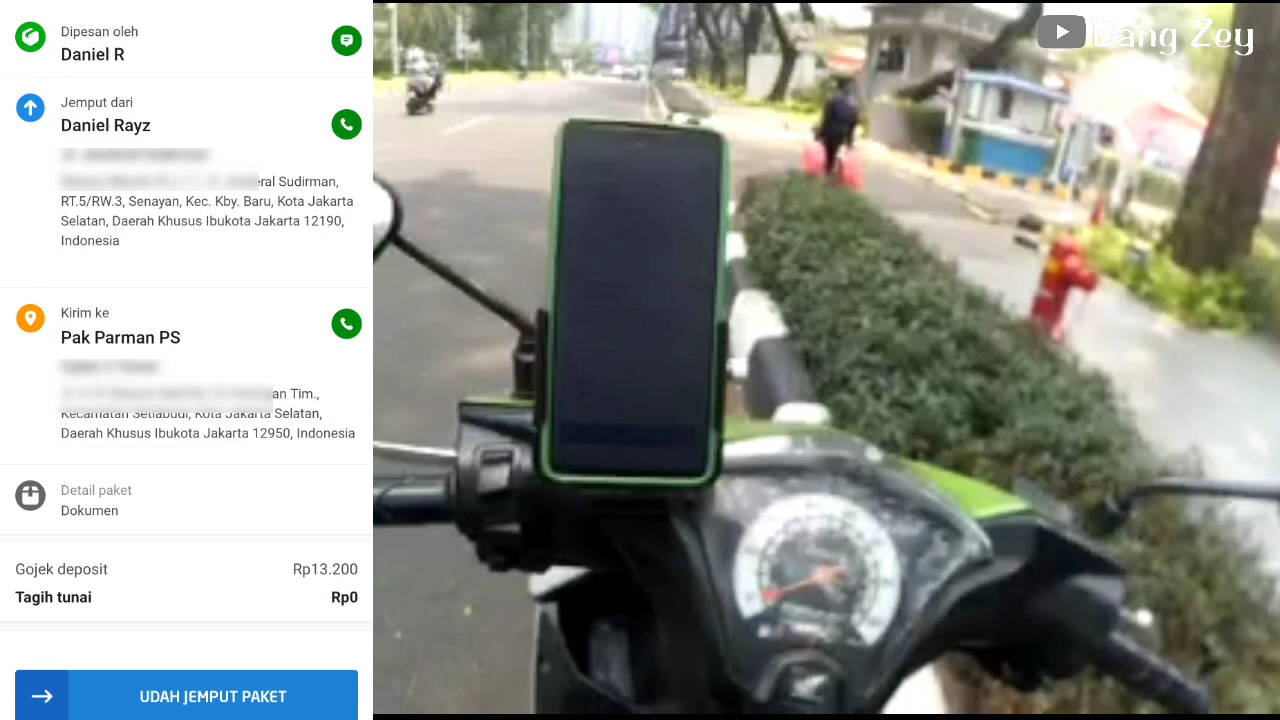 Dipesan oleh
Daniel R
Jemput dari
Daniel Rayz
Jl. Jenderal Sudirman
eral Sudirman,
RT.5/RW.3, Senayan, Kec. Kby. Baru, Kota Jakarta
Selatan, Daerah Khusus Ibukota Jakarta 12190,
Indonesia
Kirim ke
Pak Parman PS
an Tim.,
Kecamatan Setiabudi, Kota Jakarta Selatan,
Daerah Khusus Ibukota Jakarta 12950, Indonesia
Detail paket
Dokumen
Gojek deposit Rp13.200
Tagih tunai Rp0
UDAH JEMPUT PAKET
Bang Zey